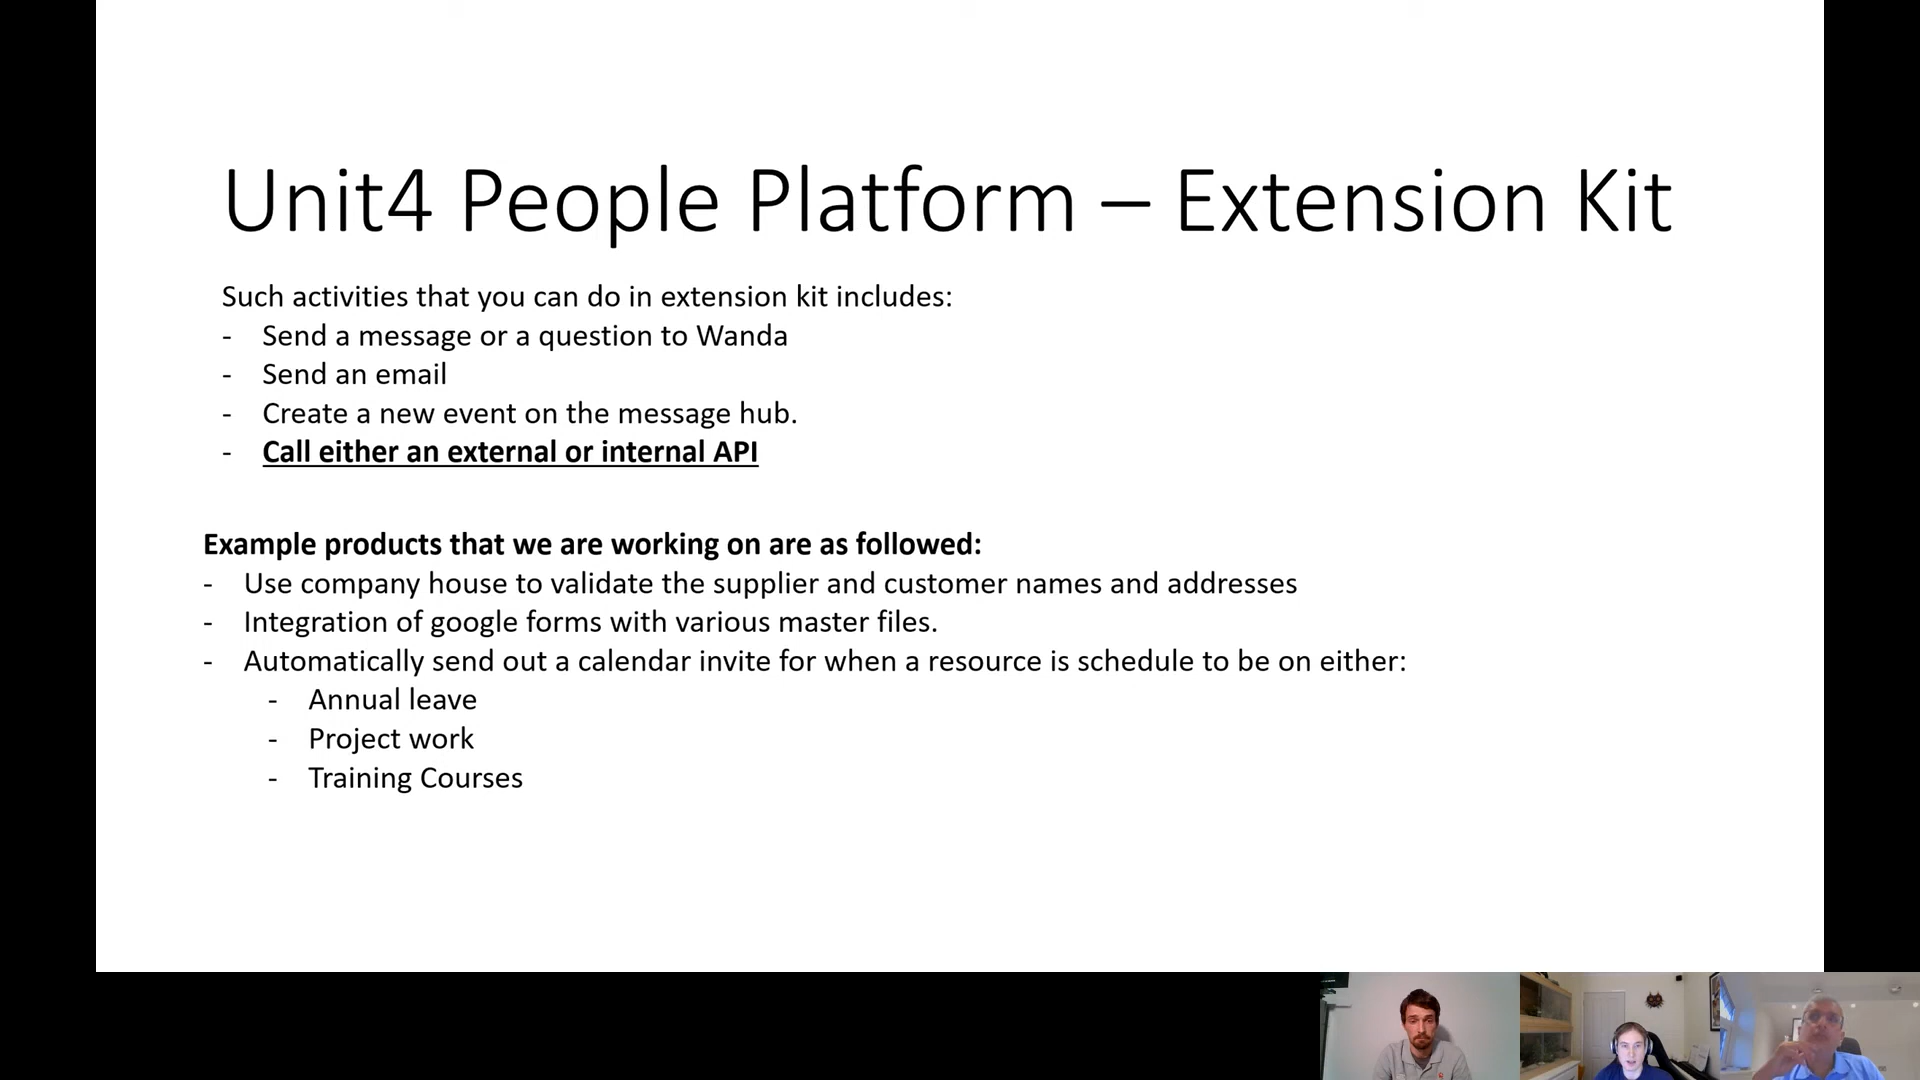 Unit4 People Platform – Extension Kit
Such activities that you can do in extension kit includes:
- Send a message or a question to Wanda
- Send an email
- Create a new event on the message hub.
- Call either an external or internal API
Example products that we are working on are as followed:
- Use company house to validate the supplier and customer names and addresses
- Integration of google forms with various master files.
- Automatically send out a calendar invite for when a resource is schedule to be on either:
- Annual leave
- Project work
- Training Courses